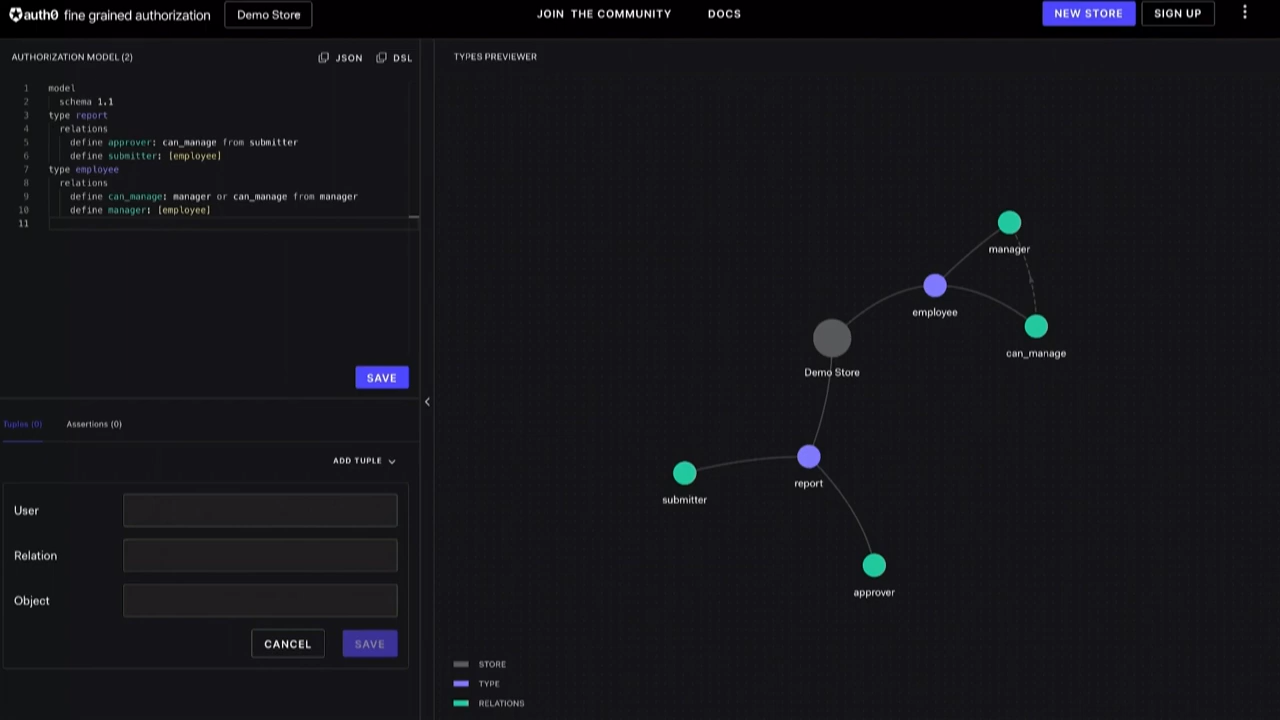 auth0 fine grained authorization
Demo Store
JOIN THE COMMUNITY
DOCS
NEW STORE
SIGN UP
AUTHORIZATION MODEL (2)
JSON
DSL
1 model
2 schema 1.1
3 type report
4 relations
5 define approver: can_manage from submitter
6 define submitter: [employee]
7 type employee
8 relations
9 define can_manage: manager or can_manage from manager
10 define manager: [employee]
11
SAVE
Tuples (0)
Assertions (0)
ADD TUPLE
User
Relation
Object
CANCEL
SAVE
TYPES PREVIEWER
manager
employee
can_manage
Demo Store
report
submitter
approver
STORE
TYPE
RELATIONS